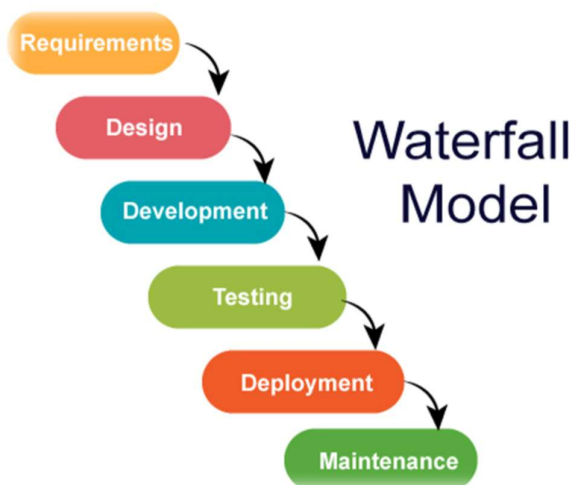 Requirements
Design
Waterfall
Model
Development
Testing
Deployment
Maintenance